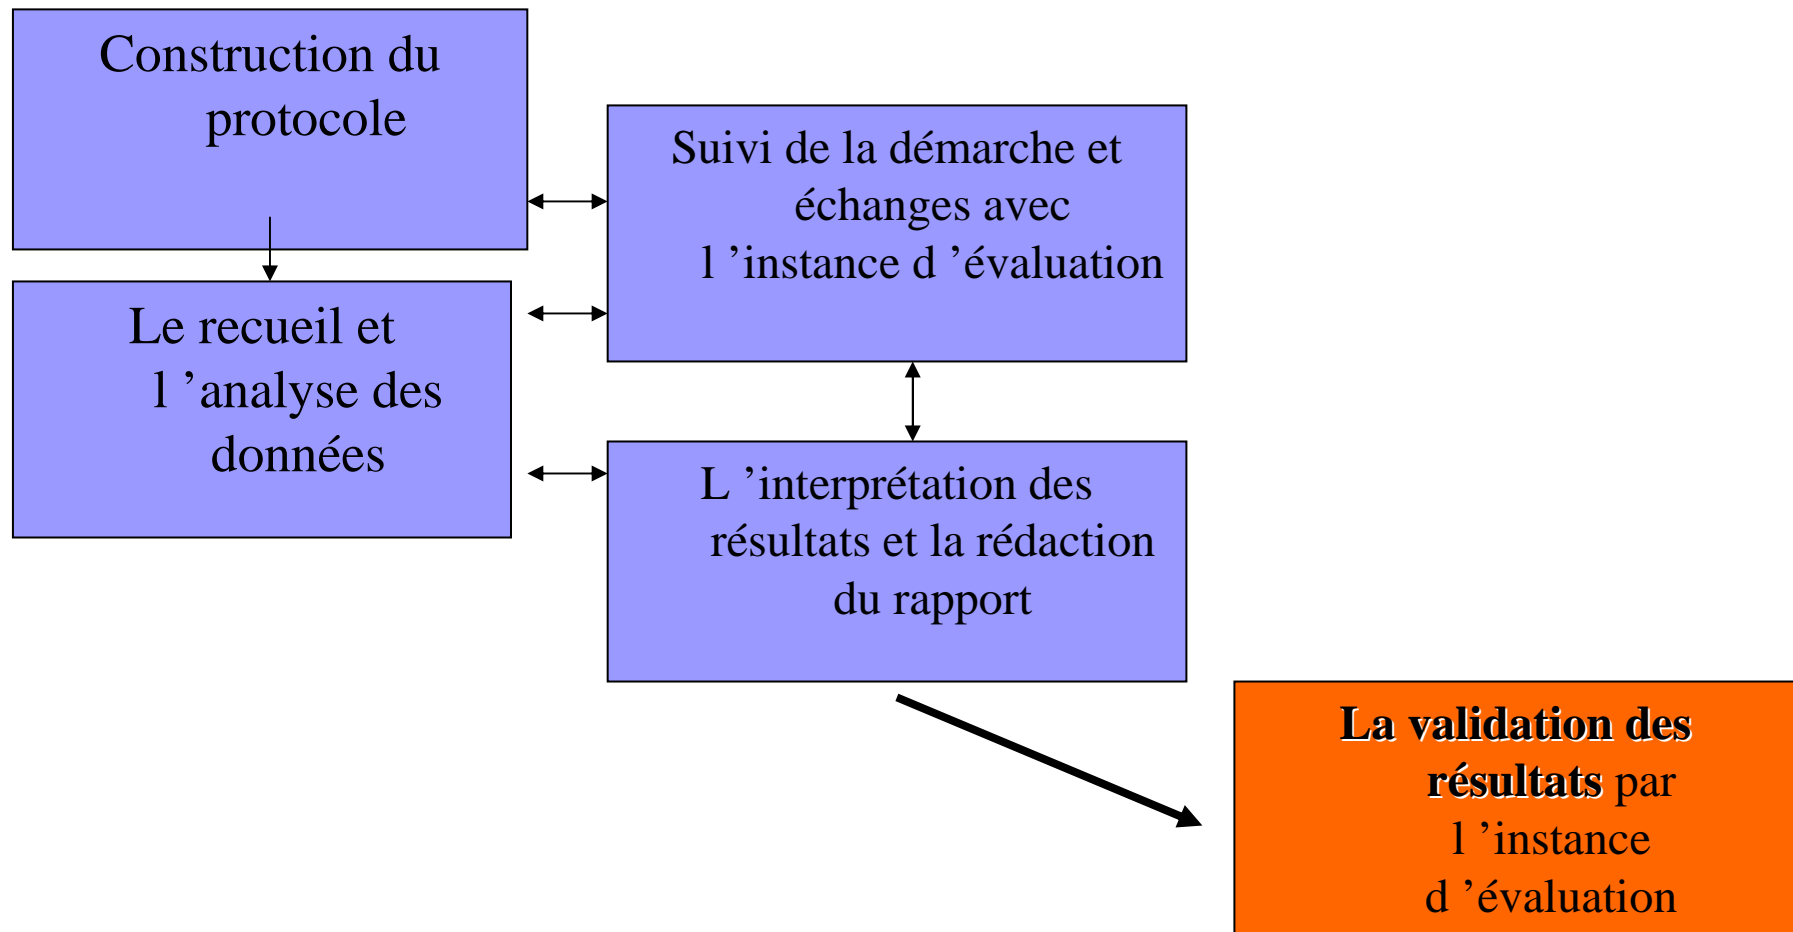 Construction du
protocole
Suivi de la démarche et
échanges avec
l ’instance d ’évaluation
Le recueil et
l ’analyse des
données
L ’interprétation des
résultats et la rédaction
du rapport
La validation des
résultats par
l ’instance
d ’évaluation